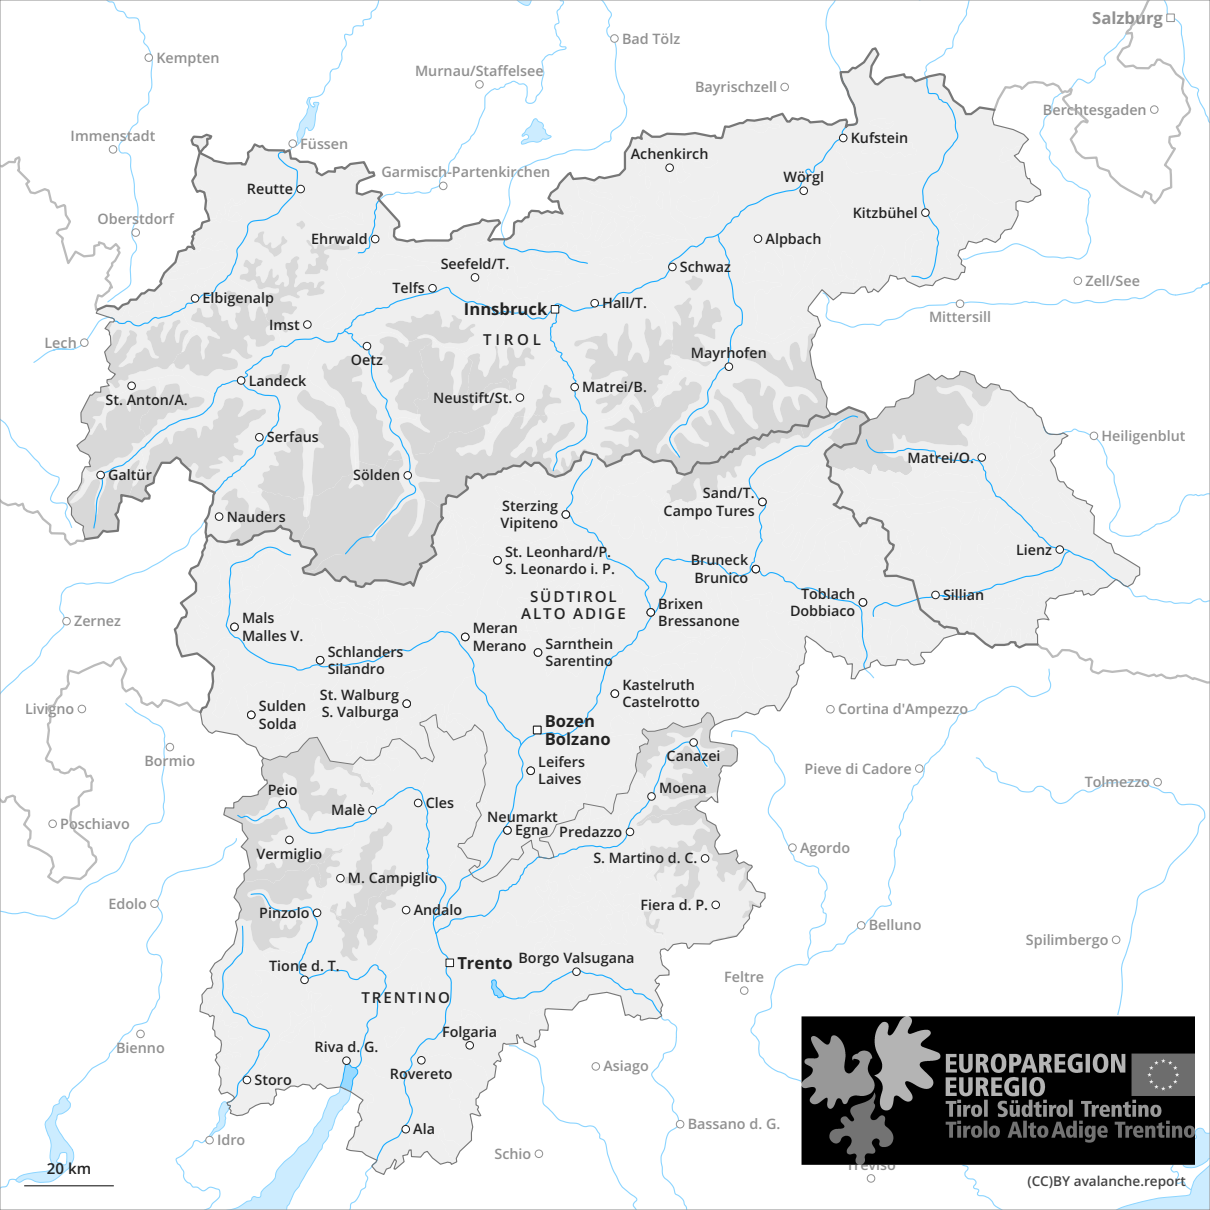 Salzburg
Bad Tölz
Kempten
Murnau/Staffelsee
Bayrischzell
Berchtesgaden
Immenstadt
Füssen
Kufstein
Achenkirch
Garmisch-Partenkirchen
Wörgl
Reutte
Oberstdorf
Kitzbühel
Ehrwald
Alpbach
Seefeld/T.
Schwaz
Zell/See
Telfs
Elbigenalp
Hall/T.
Innsbruck
Mittersill
Imst
TIROL
Lech
Oetz
Mayrhofen
Landeck
Matrei/B.
St. Anton/A.
Neustift/St.
Serfaus
Heiligenblut
Matrei/O.
Galtür
Sölden
Sand/T.
Campo Tures
Sterzing
Vipiteno
Nauders
St. Leonhard/P.
S. Leonardo i. P.
Lienz
Bruneck
Brunico
SÜDTIROL
ALTO ADIGE
Toblach
Dobbiaco
Sillian
Brixen
Bressanone
Zernez
Mals
Malles V.
Meran
Merano
Sarnthein
Sarentino
Schlanders
Silandro
Kastelruth
Castelrotto
St. Walburg
S. Valburga
Livigno
Sulden
Solda
Cortina d'Ampezzo
Bozen
Bolzano
Bormio
Canazei
Leifers
Laives
Pieve di Cadore
Tolmezzo
Peio
Moena
Malè
Cles
Neumarkt
Egna
Predazzo
Poschiavo
Vermiglio
Agordo
S. Martino d. C.
M. Campiglio
Edolo
Fiera d. P.
Pinzolo
Andalo
Belluno
Spilimbergo
Borgo Valsugana
Trento
Tione d. T.
Feltre
TRENTINO
Folgaria
Bienno
Riva d. G.
Asiago
Rovereto
Storo
EUROPAREGION
EUREGIO
Tirol Südtirol Trentino
Tirolo Alto Adige Trentino
Ala
Bassano d. G.
Idro
Schio
Treviso
20 km
(CC)BY avalanche.report